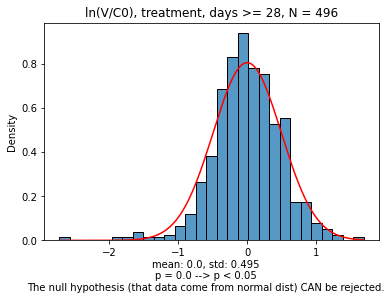 ln(V/C0), treatment, days >= 28, N = 496
Density
0.8
0.6
0.4
0.2
0.0
−2
−1
0
1
mean: 0.0, std: 0.495
p = 0.0 --> p < 0.05
The null hypothesis (that data come from normal dist) CAN be rejected.